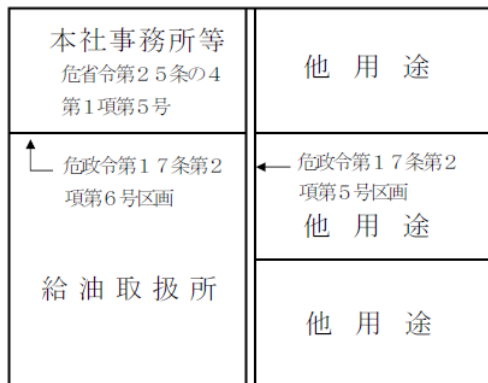 本社事務所等
危省令第２５条の４
第１項第５号
他用途
危政令第１７条第２
項第６号区画
危政令第１７条第２
項第５号区画
他用途
給油取扱所
他用途